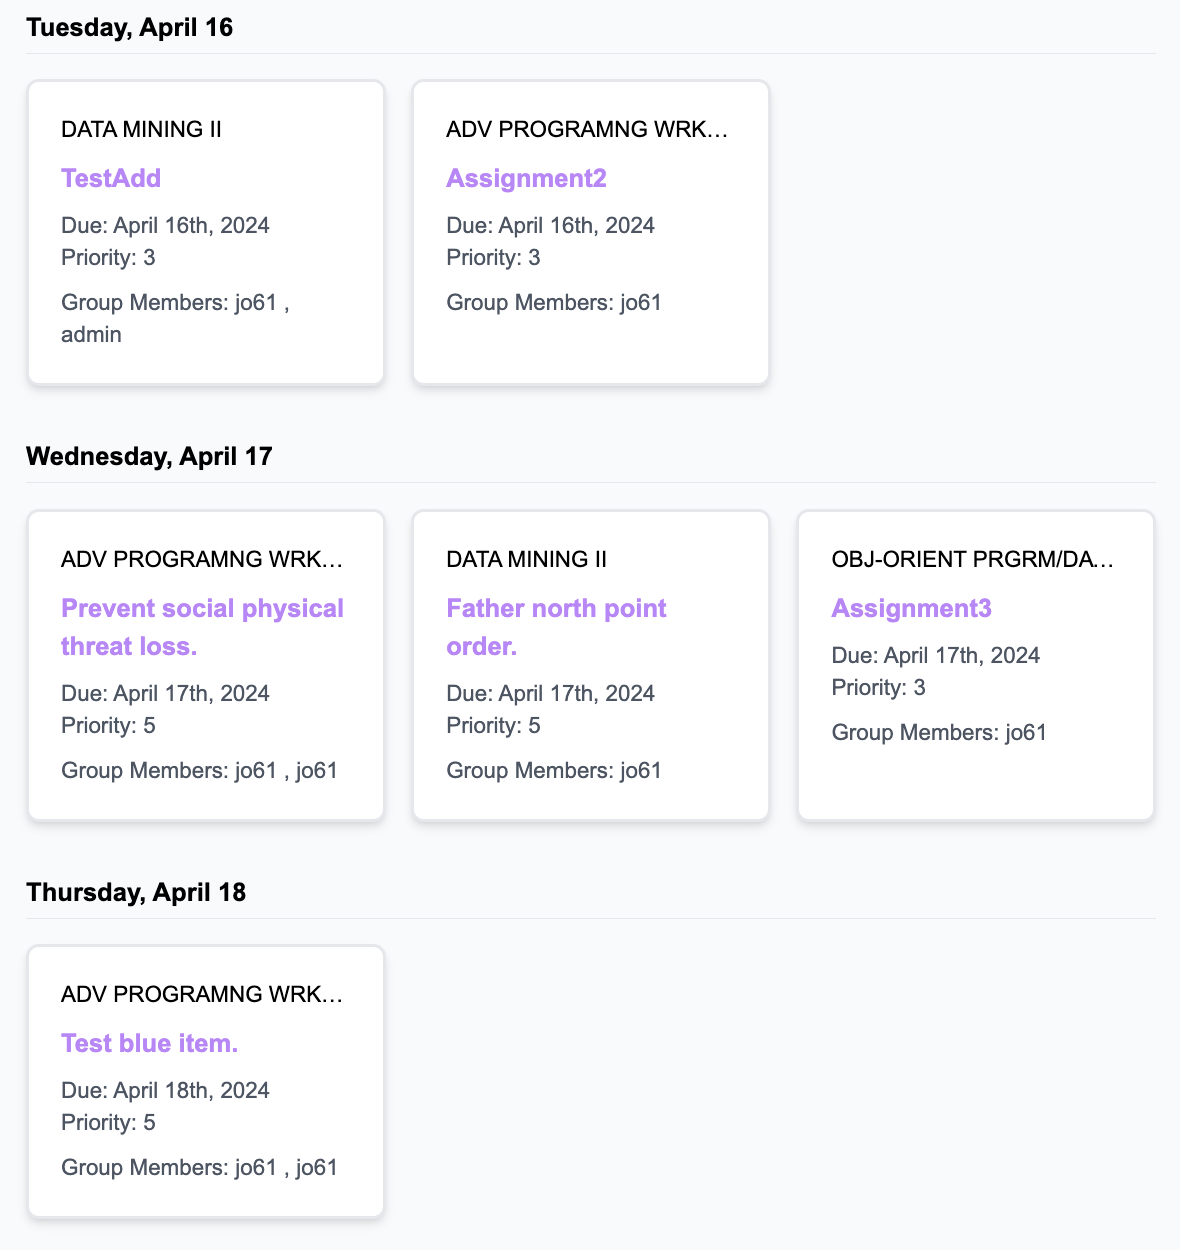 Tuesday, April 16
DATA MINING II
TestAdd
Due: April 16th, 2024
Priority: 3
Group Members: jo61 ,
admin
ADV PROGRAMNG WRK...
Assignment2
Due: April 16th, 2024
Priority: 3
Group Members: jo61
Wednesday, April 17
ADV PROGRAMNG WRK...
Prevent social physical
threat loss.
Due: April 17th, 2024
Priority: 5
Group Members: jo61 , jo61
DATA MINING II
Father north point
order.
Due: April 17th, 2024
Priority: 5
Group Members: jo61
OBJ-ORIENT PRGRM/DA...
Assignment3
Due: April 17th, 2024
Priority: 3
Group Members: jo61
Thursday, April 18
ADV PROGRAMNG WRK...
Test blue item.
Due: April 18th, 2024
Priority: 5
Group Members: jo61 , jo61